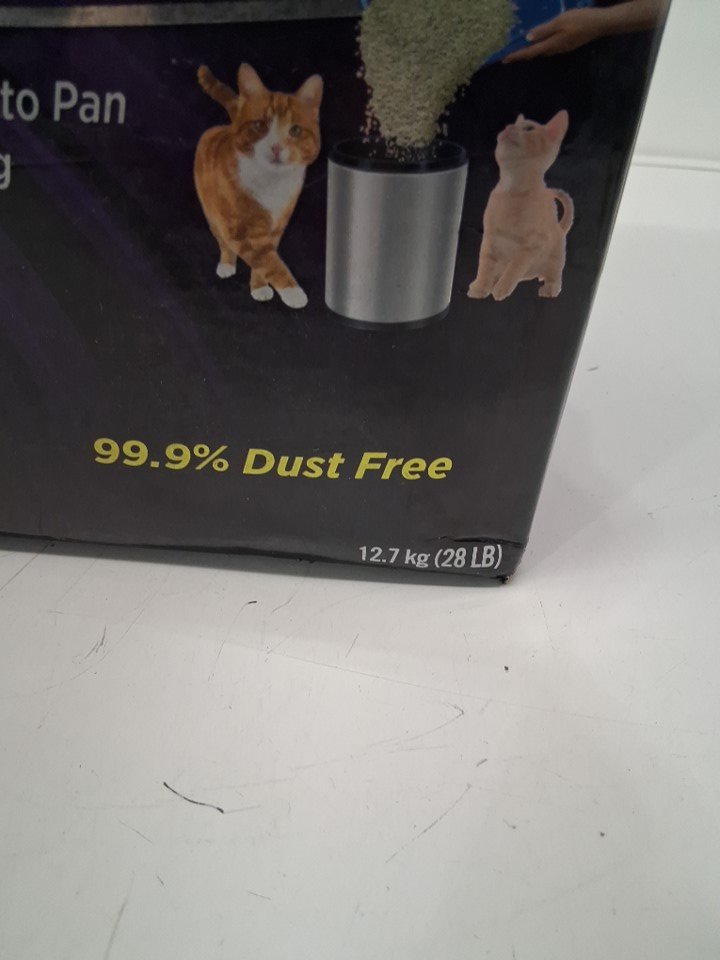 to Pan
g
99.9% Dust Free
12.7 kg (28 LB)